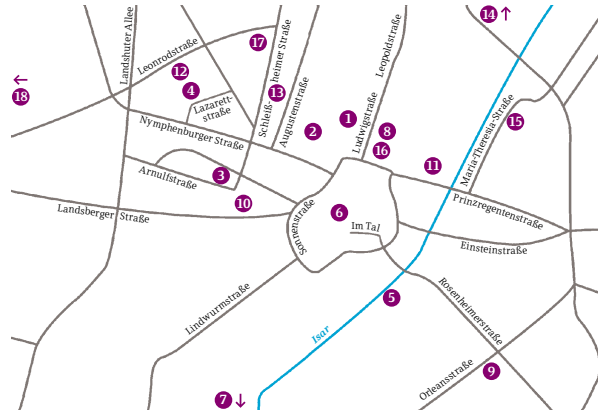 14 ↑
17
Landshuter Allee
Leonrodstraße
Schleiß-
heimer Straße
Leopoldstraße
12
←
18
4
13
Lazarett-
straße
Augustenstraße
Nymphenburger Straße
2
1
Ludwigstraße
8
16
Maria-Theresia-Straße
15
11
Arnulfstraße
3
10
Landsberger Straße
Sonnenstraße
6
Im Tal
Prinzregentenstraße
Einsteinstraße
Lindwurmstraße
Isar
5
Rosenheimerstraße
Orleansstraße
9
7 ↓